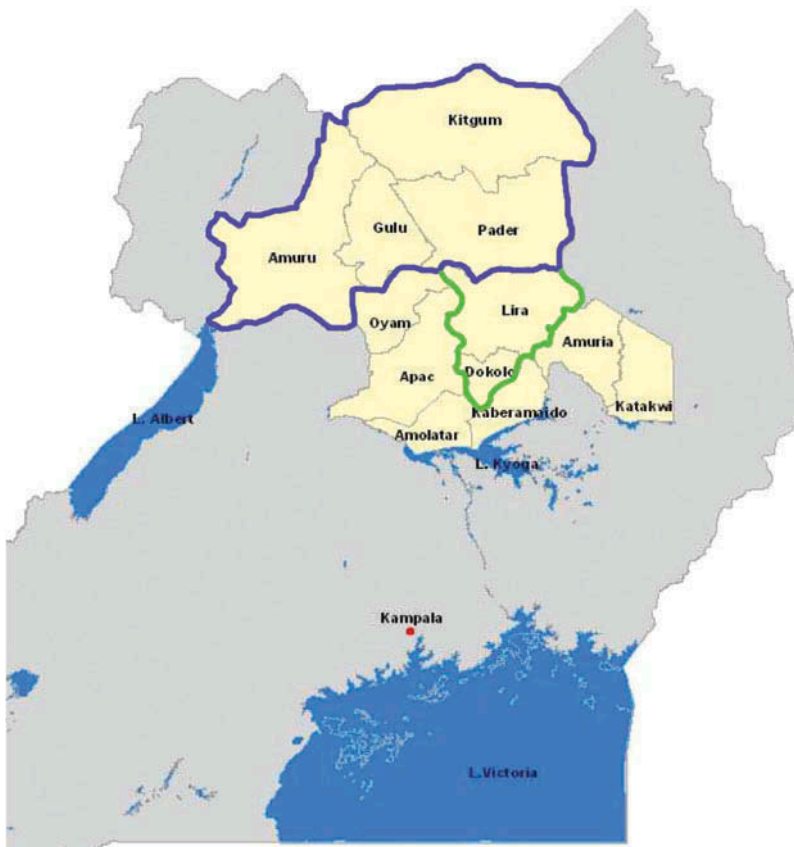 Kitgum
Gulu
Pader
Amuru
Lira
Oyam
Amuria
Dokolo
Apac
Katakwi
L. Albert
Kaberamaido
Amolatar
L. Kyoga
Kampala
L.Victoria